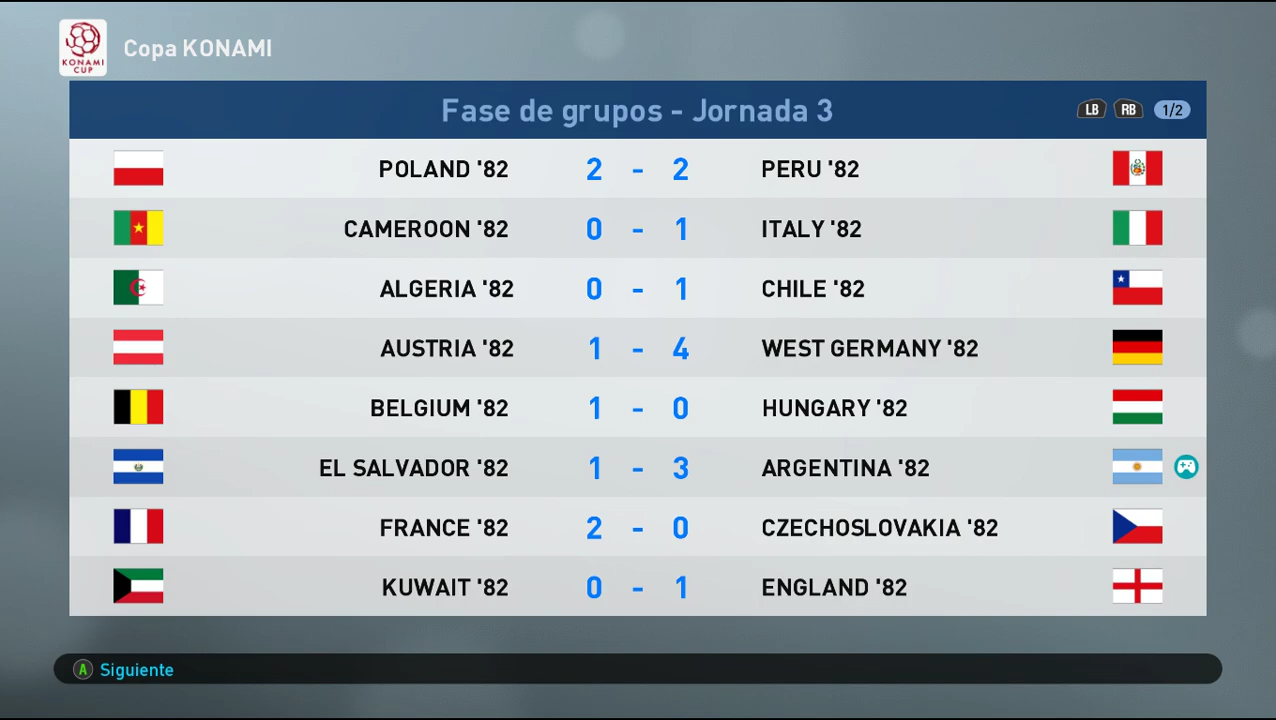 KONAMI
CUP
Copa KONAMI
Fase de grupos - Jornada 3 LB RB 1/2
POLAND '82 2 - 2 PERU '82
CAMEROON '82 0 - 1 ITALY '82
ALGERIA '82 0 - 1 CHILE '82
AUSTRIA '82 1 - 4 WEST GERMANY '82
BELGIUM '82 1 - 0 HUNGARY '82
EL SALVADOR '82 1 - 3 ARGENTINA '82
FRANCE '82 2 - 0 CZECHOSLOVAKIA '82
KUWAIT '82 0 - 1 ENGLAND '82
A Siguiente